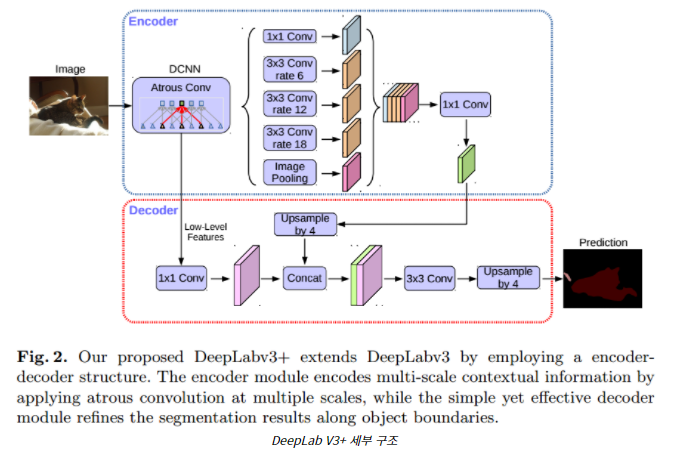 Encoder
Image
DCNN
Atrous Conv
1x1 Conv
3x3 Conv
rate 6
3x3 Conv
rate 12
3x3 Conv
rate 18
Image
Pooling
1x1 Conv
Decoder
Low-Level
Features
Upsample
by 4
1x1 Conv
Concat
3x3 Conv
Upsample
by 4
Prediction
Fig. 2. Our proposed DeepLabv3+ extends DeepLabv3 by employing a encoder-
decoder structure. The encoder module encodes multi-scale contextual information by
applying atrous convolution at multiple scales, while the simple yet effective decoder
module refines the segmentation results along object boundaries.
DeepLab V3+ 세부 구조